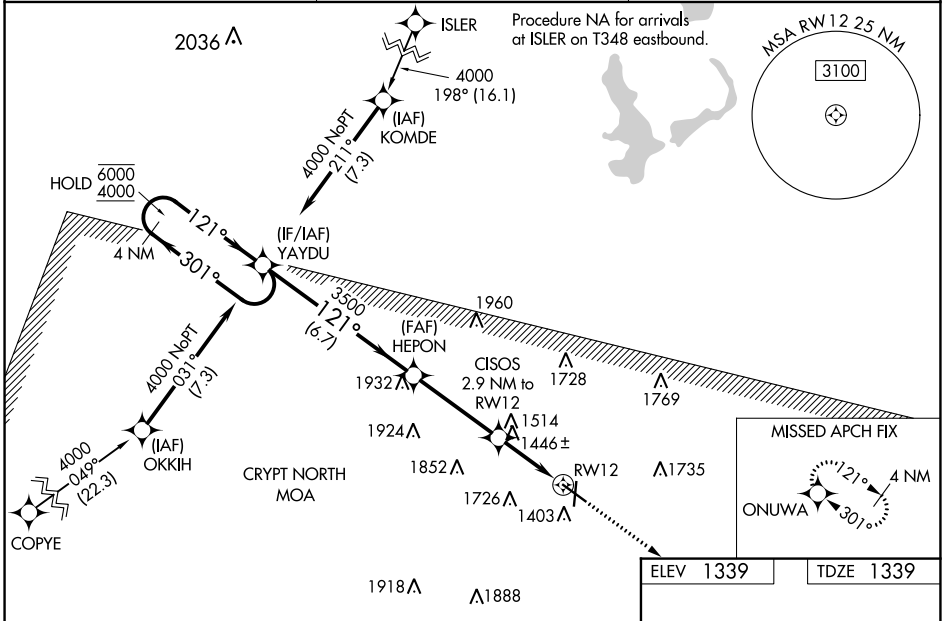 2036
ISLER
Procedure NA for arrivals
at ISLER on T348 eastbound.
MSA RW12 25 NM
3100
4000
198° (16.1)
(IAF)
KOMDE
4000 NoPT
211°
(7.3)
HOLD
6000
4000
4 NM
121°
301°
(IF/IAF)
YAYDU
3500
121°
(6.7)
1960
(FAF)
HEPON
1932
CISOS
2.9 NM to
RW12
1728
1769
4000 NoPT
031°
(7.3)
(IAF)
OKKIH
4000
049°
(22.3)
COPYE
CRYPT NORTH
MOA
1924
1514
1446 ±
1852
1726
RW12
1735
1403
MISSED APCH FIX
121°
4 NM
ONUWA
301°
1918
1888
ELEV 1339
TDZE 1339